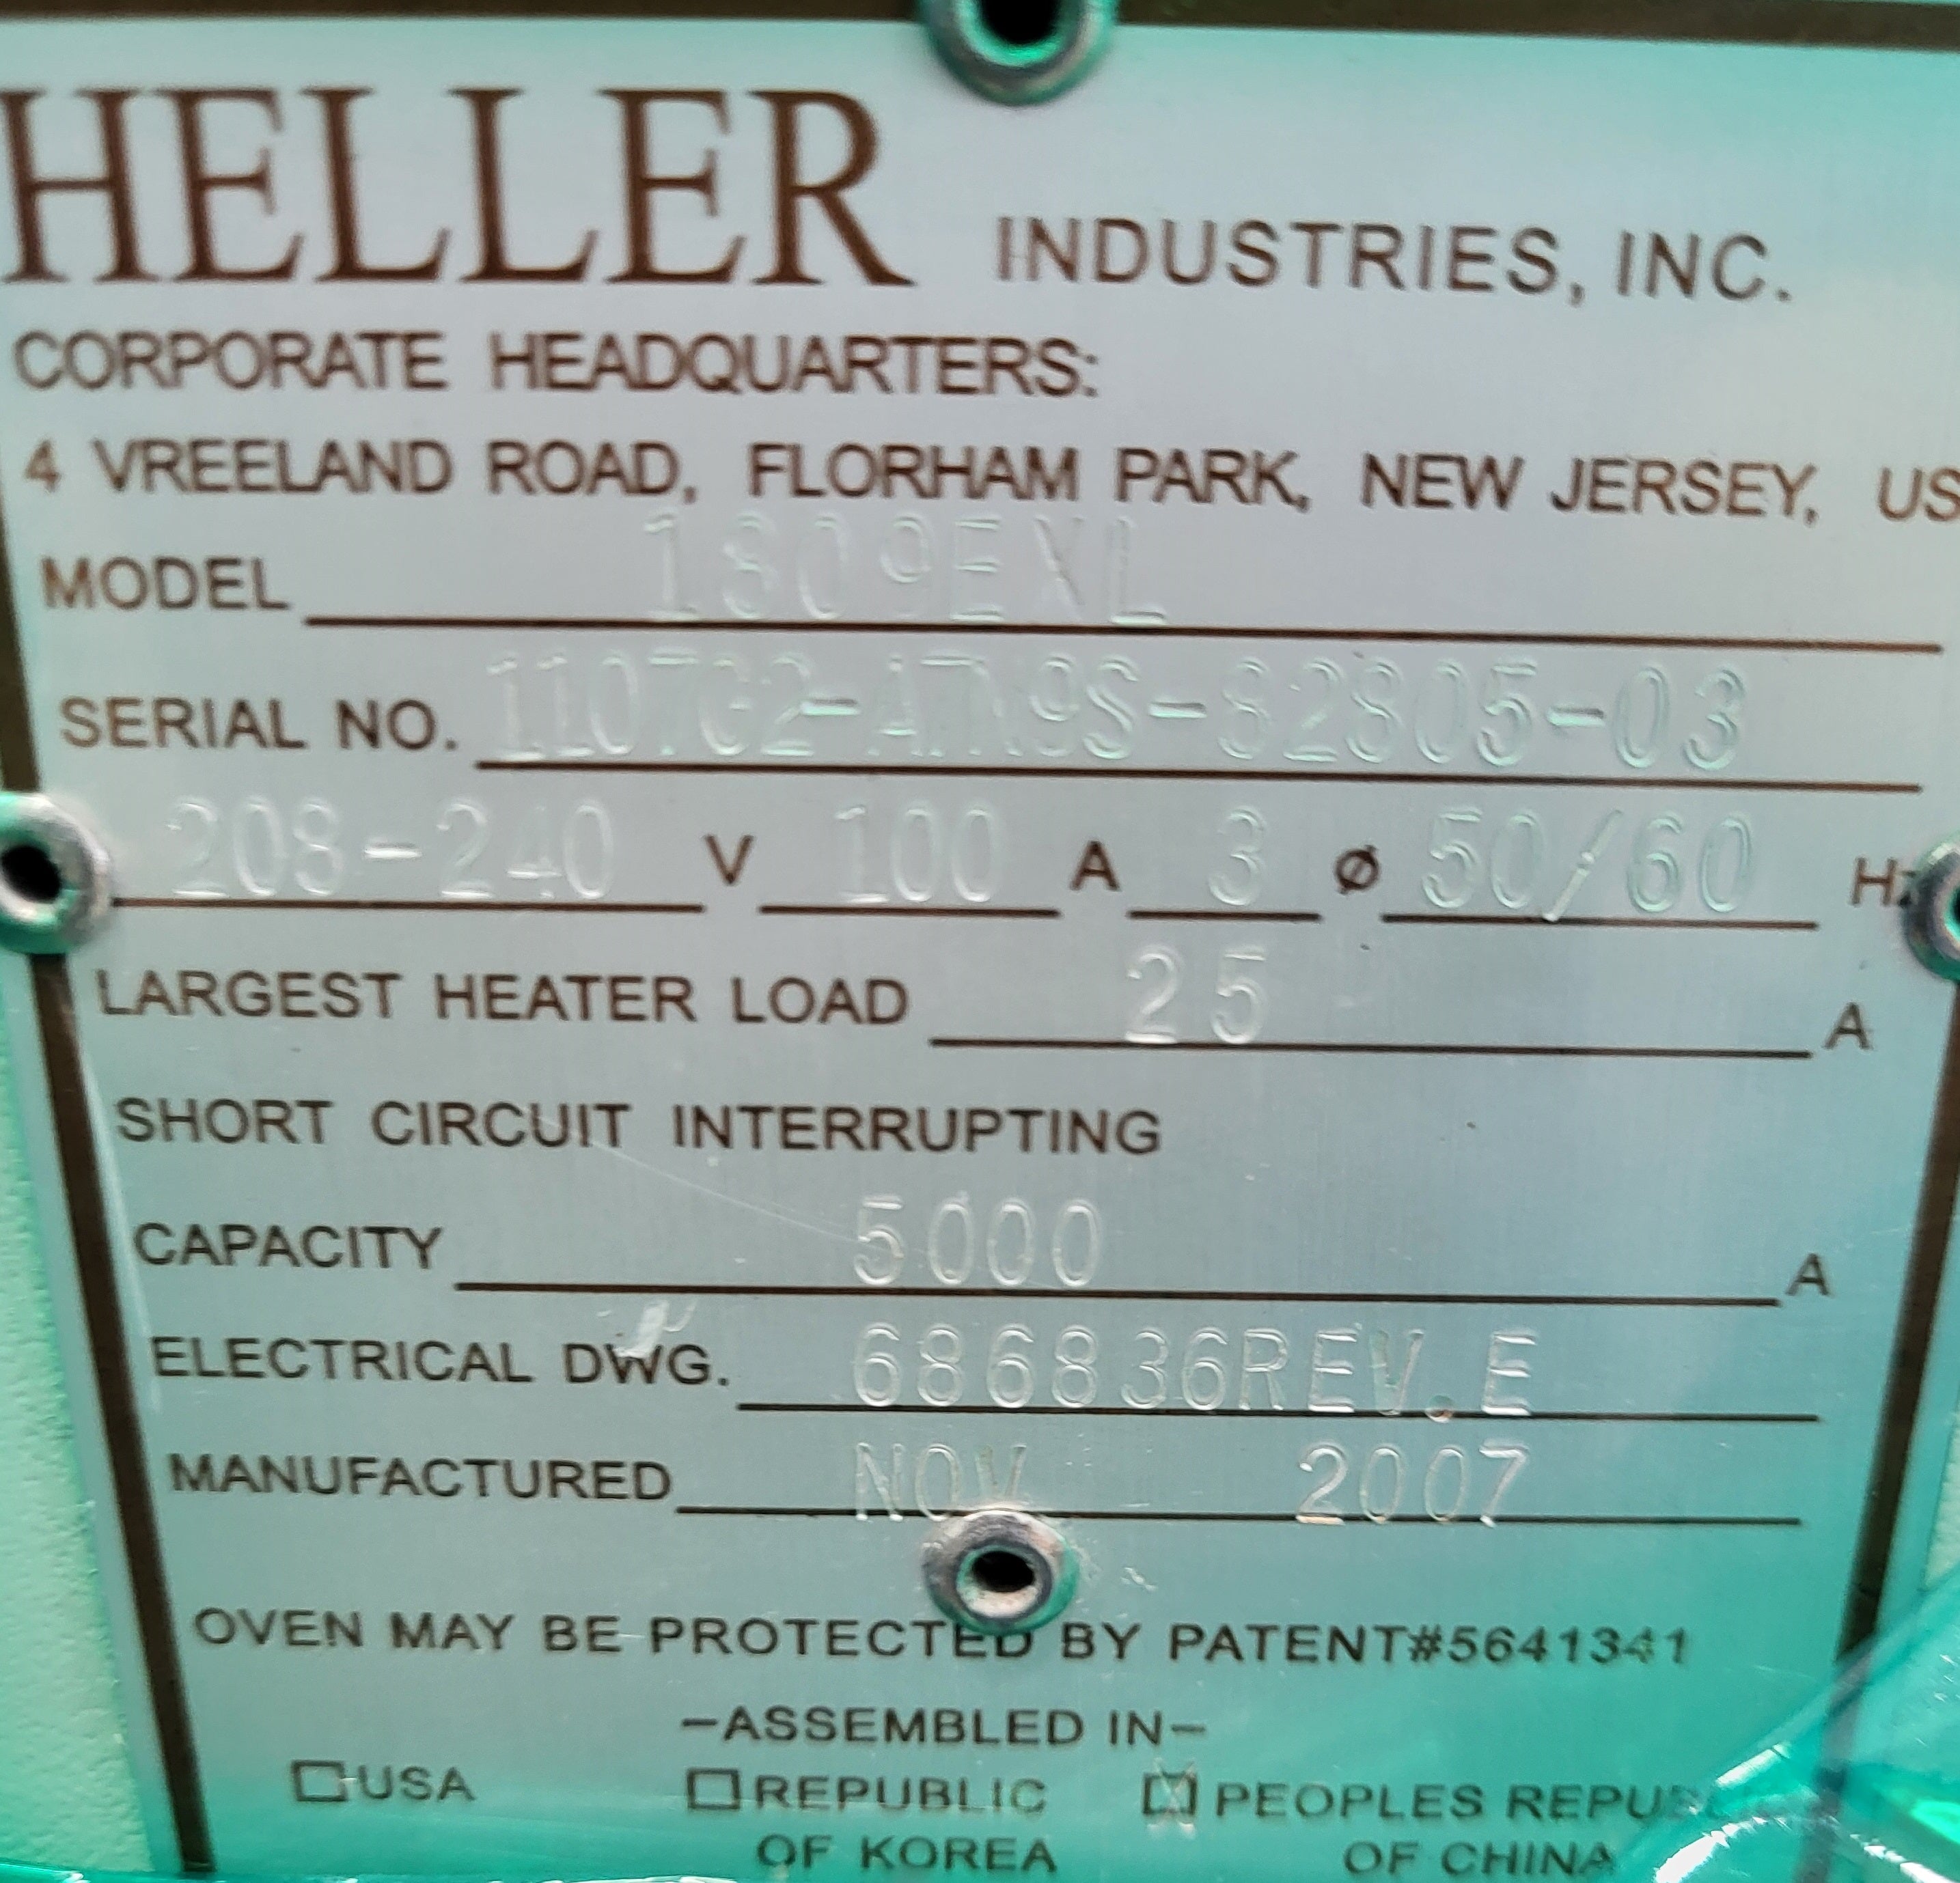 HELLER INDUSTRIES, INC.
CORPORATE HEADQUARTERS:
4 VREELAND ROAD, FLORHAM PARK, NEW JERSEY, US
MODEL 1809EXL
SERIAL NO.
208-240 V 100 A 3 Ø 50/60 Hz
LARGEST HEATER LOAD 25 A
SHORT CIRCUIT INTERRUPTING
CAPACITY 5000 A
ELECTRICAL DWG. 686836REV.E
MANUFACTURED NOV 2007
OVEN MAY BE PROTECTED BY PATENT#5641341
-ASSEMBLED IN-
USA REPUBLIC PEOPLES REPUBLIC
OF KOREA OF CHINA